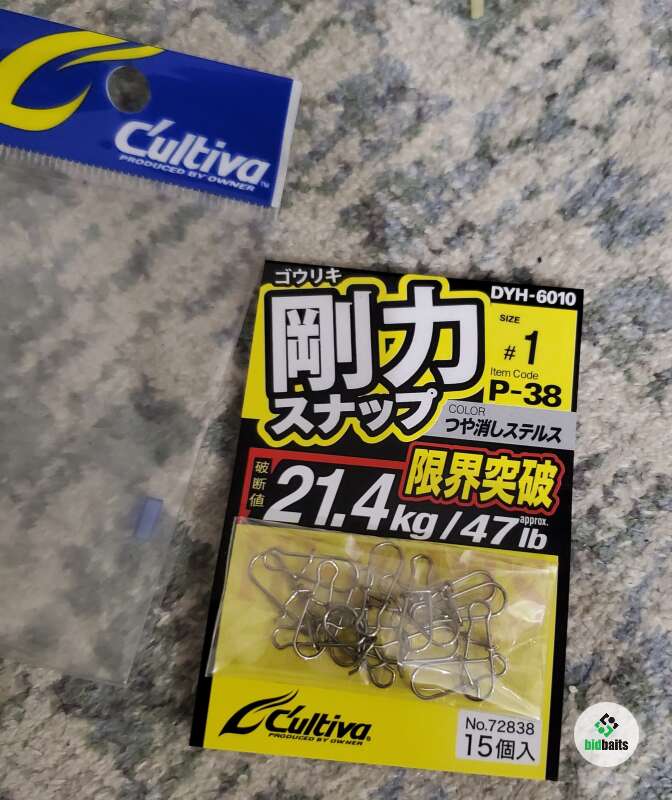 C'ultiva
PRODUCED BY OWNER
ゴウリキ
剛力
スナップ
DYH-6010
SIZE
#1
Item Code
P-38
COLOR
つや消しステルス
破断値
限界突破
21.4kg/47lb
approx.
C'ultiva
PRODUCED BY OWNER
No.72838
15個入
bidbaits